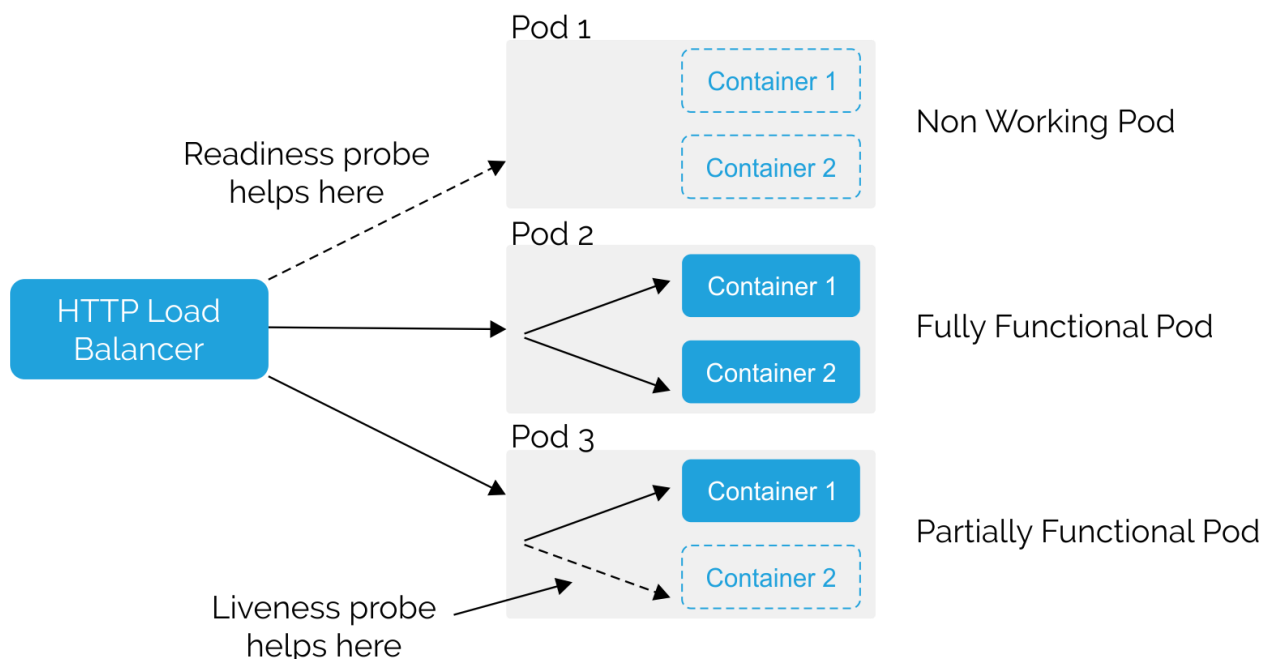 Pod 1
Container 1
Container 2
Non Working Pod
Readiness probe
helps here
Pod 2
Container 1
Container 2
Fully Functional Pod
HTTP Load
Balancer
Pod 3
Container 1
Container 2
Partially Functional Pod
Liveness probe
helps here